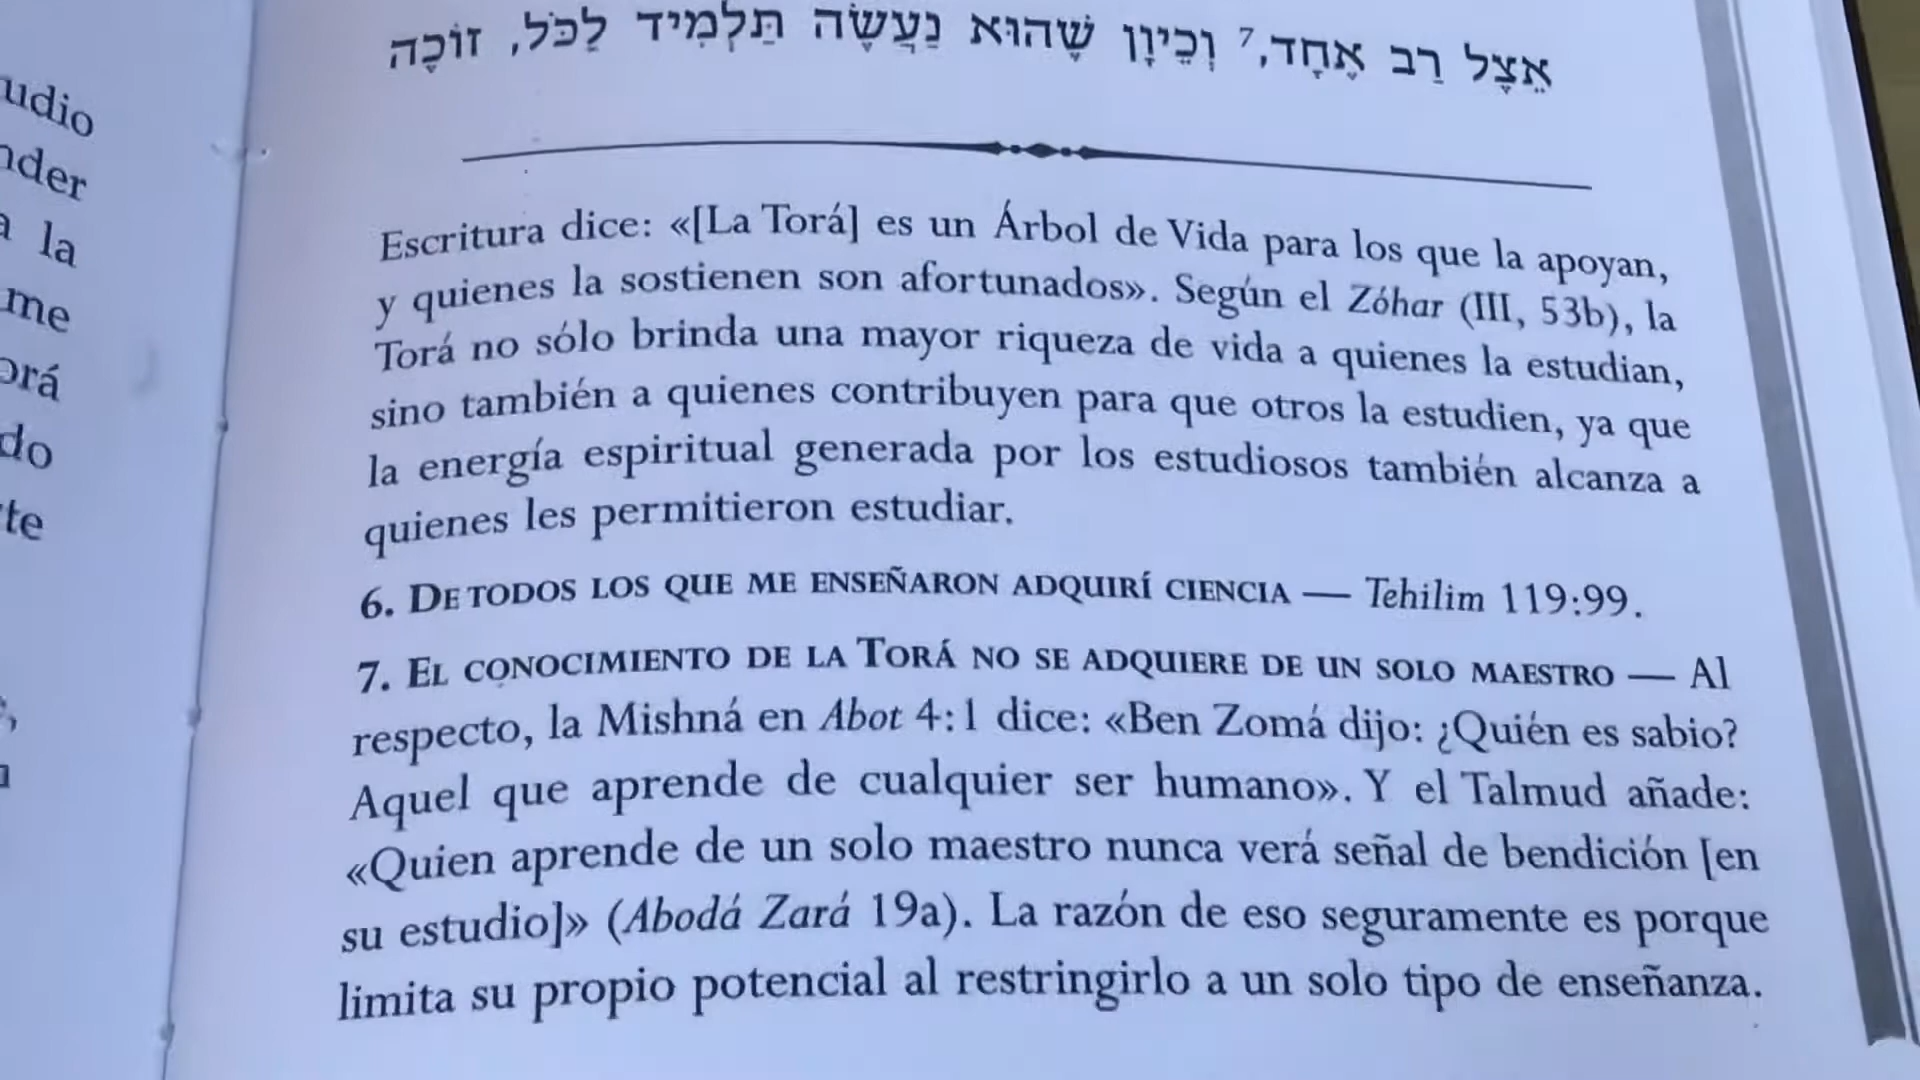 אֵצֶל רַב אֶחָד,⁷ וְכֵיוָן שֶׁהוּא נַעֲשֶׂה תַּלְמִיד לַכֹּל, זוֹכֶה
Escritura dice: «[La Torá] es un Árbol de Vida para los que la apoyan,
y quienes la sostienen son afortunados». Según el Zóhar (III, 53b), la
Torá no sólo brinda una mayor riqueza de vida a quienes la estudian,
sino también a quienes contribuyen para que otros la estudien, ya que
la energía espiritual generada por los estudiosos también alcanza a
quienes les permitieron estudiar.
6. DE TODOS LOS QUE ME ENSEÑARON ADQUIRÍ CIENCIA — Tehilim 119:99.
7. EL CONOCIMIENTO DE LA TORÁ NO SE ADQUIERE DE UN SOLO MAESTRO — Al
respecto, la Mishná en Abot 4:1 dice: «Ben Zomá dijo: ¿Quién es sabio?
Aquel que aprende de cualquier ser humano». Y el Talmud añade:
«Quien aprende de un solo maestro nunca verá señal de bendición [en
su estudio]» (Abodá Zará 19a). La razón de eso seguramente es porque
limita su propio potencial al restringirlo a un solo tipo de enseñanza.